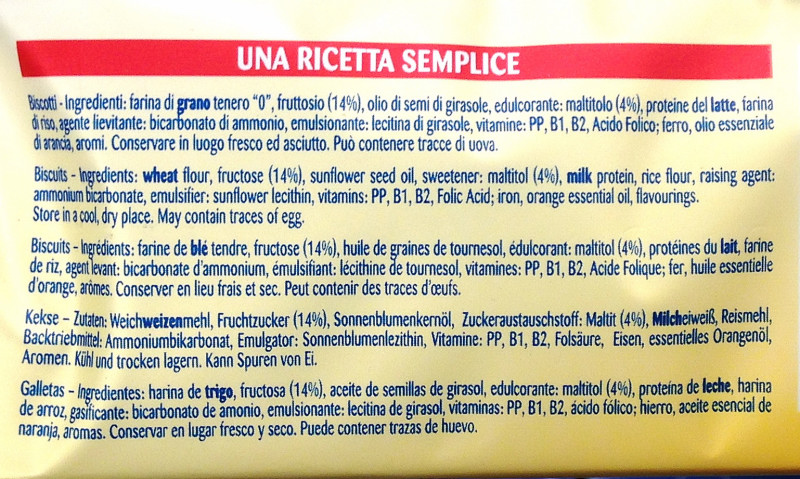 UNA RICETTA SEMPLICE
Biscotti - Ingredienti: farina di grano tenero "0", fruttosio (14%), olio di semi di girasole, edulcorante: maltitolo (4%), proteine del latte, farina
di riso, agente lievitante: bicarbonato di ammonio, emulsionante: lecitina di girasole, vitamine: PP, B1, B2, Acido Folico; ferro, olio essenziale
di arancia, aromi. Conservare in luogo fresco ed asciutto. Può contenere tracce di uova.
Biscuits - Ingredients: wheat flour, fructose (14%), sunflower seed oil, sweetener: maltitol (4%), milk protein, rice flour, raising agent:
ammonium bicarbonate, emulsifier: sunflower lecithin, vitamins: PP, B1, B2, Folic Acid; iron, orange essential oil, flavourings.
Store in a cool, dry place. May contain traces of egg.
Biscuits - Ingrédients: farine de blé tendre, fructose (14%), huile de graines de tournesol, édulcorant: maltitol (4%), protéines du lait, farine
de riz, agent levant: bicarbonate d'ammonium, émulsifiant: lécithine de tournesol, vitamines: PP, B1, B2, Acide Folique; fer, huile essentielle
d'orange, arômes. Conserver en lieu frais et sec. Peut contenir des traces d'œufs.
Kekse – Zutaten: Weichweizenmehl, Fruchtzucker (14%), Sonnenblumenkernöl, Zuckeraustauschstoff: Maltit (4%), Milcheiweiß, Reismehl,
Backtriebmittel: Ammoniumbikarbonat, Emulgator: Sonnenblumenlezithin, Vitamine: PP, B1, B2, Folsäure, Eisen, essentielles Orangenöl,
Aromen. Kühl und trocken lagern. Kann Spuren von Ei.
Galletas – Ingredientes: harina de trigo, fructosa (14%), aceite de semillas de girasol, edulcorante: maltitol (4%), proteína de leche, harina
de arroz, gasificante: bicarbonato de amonio, emulsionante: lecitina de girasol, vitaminas: PP, B1, B2, ácido fólico; hierro, aceite esencial de
naranja, aromas. Conservar en lugar fresco y seco. Puede contener trazas de huevo.